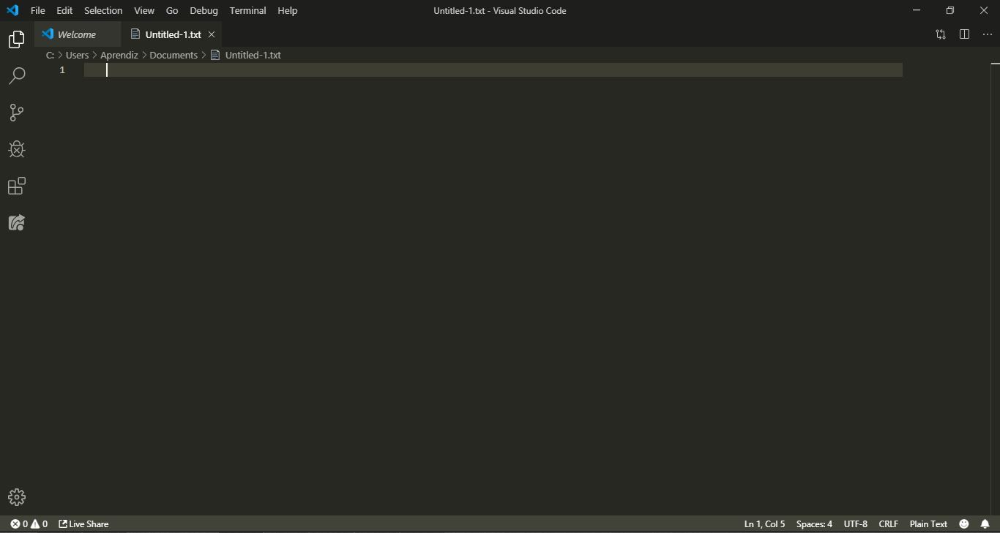 File Edit Selection View Go Debug Terminal Help Untitled-1.txt - Visual Studio Code
Welcome Untitled-1.txt
C: > Users > Aprendiz > Documents > Untitled-1.txt
1
0 0 Live Share Ln 1, Col 5 Spaces: 4 UTF-8 CRLF Plain Text